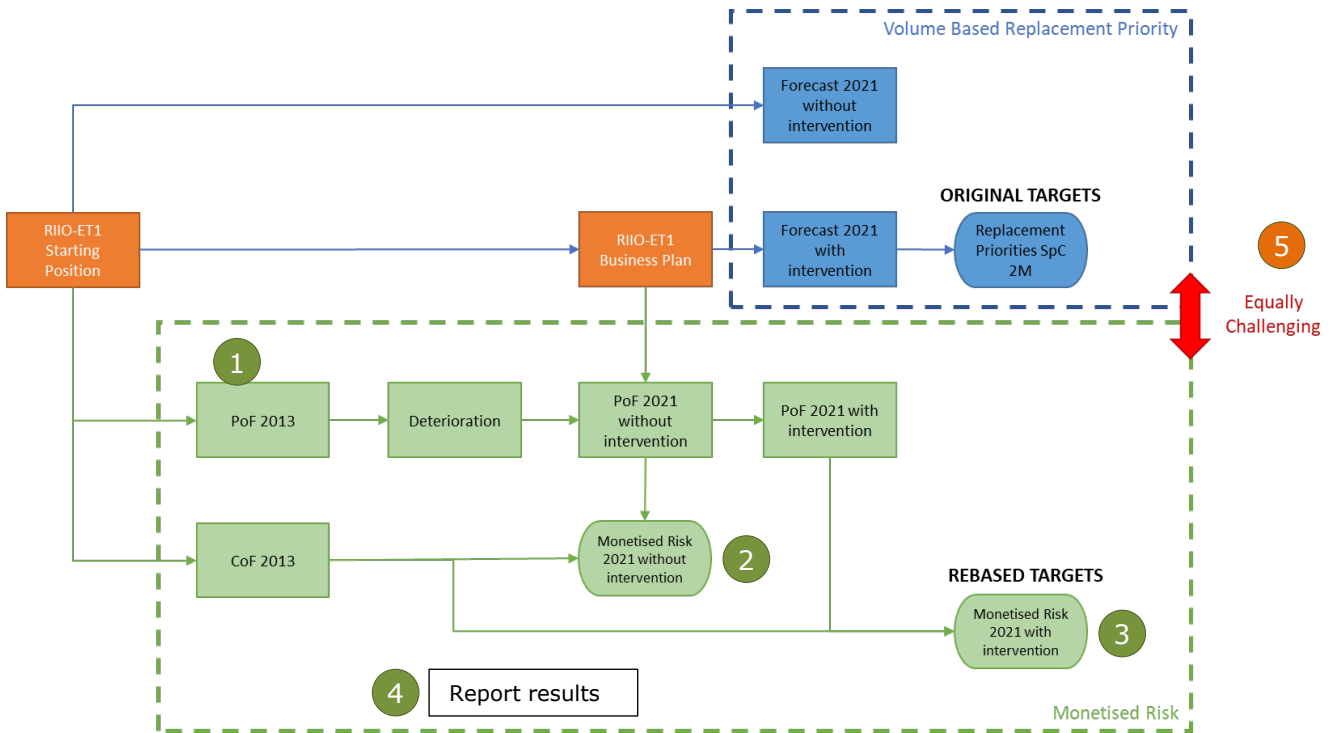 Volume Based Replacement Priority
Forecast 2021
without
intervention
ORIGINAL TARGETS
RIIO-ET1
Starting
Position
RIIO-ET1
Business Plan
Forecast 2021
with
intervention
Replacement
Priorities SpC
2M
5
Equally
Challenging
1
PoF 2013
Deterioration
PoF 2021
without
intervention
PoF 2021 with
intervention
CoF 2013
Monetised Risk
2021 without
intervention
2
REBASED TARGETS
Monetised Risk
2021 with
intervention
3
4
Report results
Monetised Risk